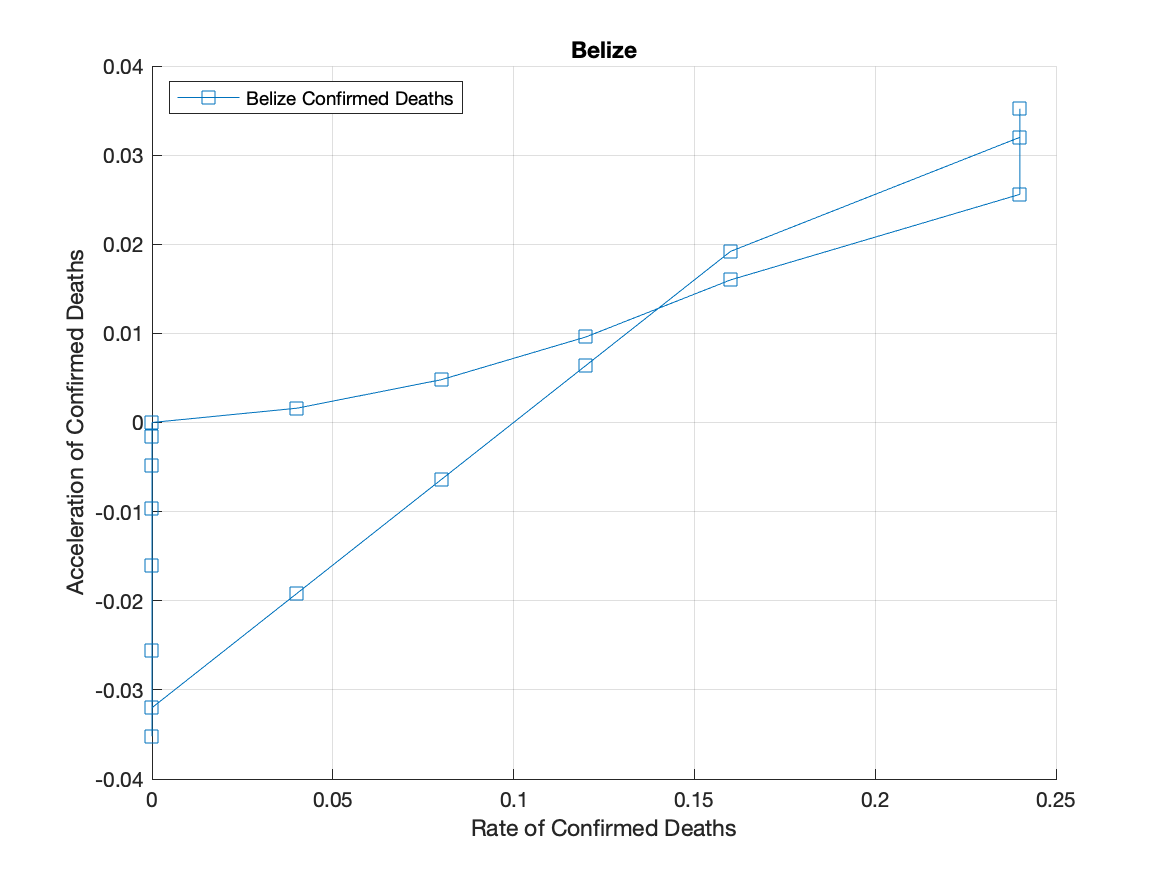 Belize
Belize Confirmed Deaths
0.04
0.03
0.02
0.01
0
-0.01
-0.02
-0.03
-0.04
Acceleration of Confirmed Deaths
0 0.05 0.1 0.15 0.2 0.25
Rate of Confirmed Deaths